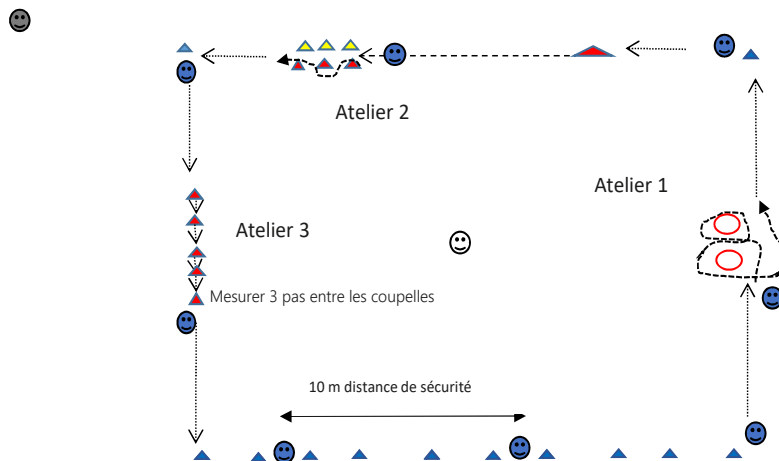 Atelier 2
Atelier 1
Atelier 3
Mesurer 3 pas entre les coupelles
10 m distance de sécurité